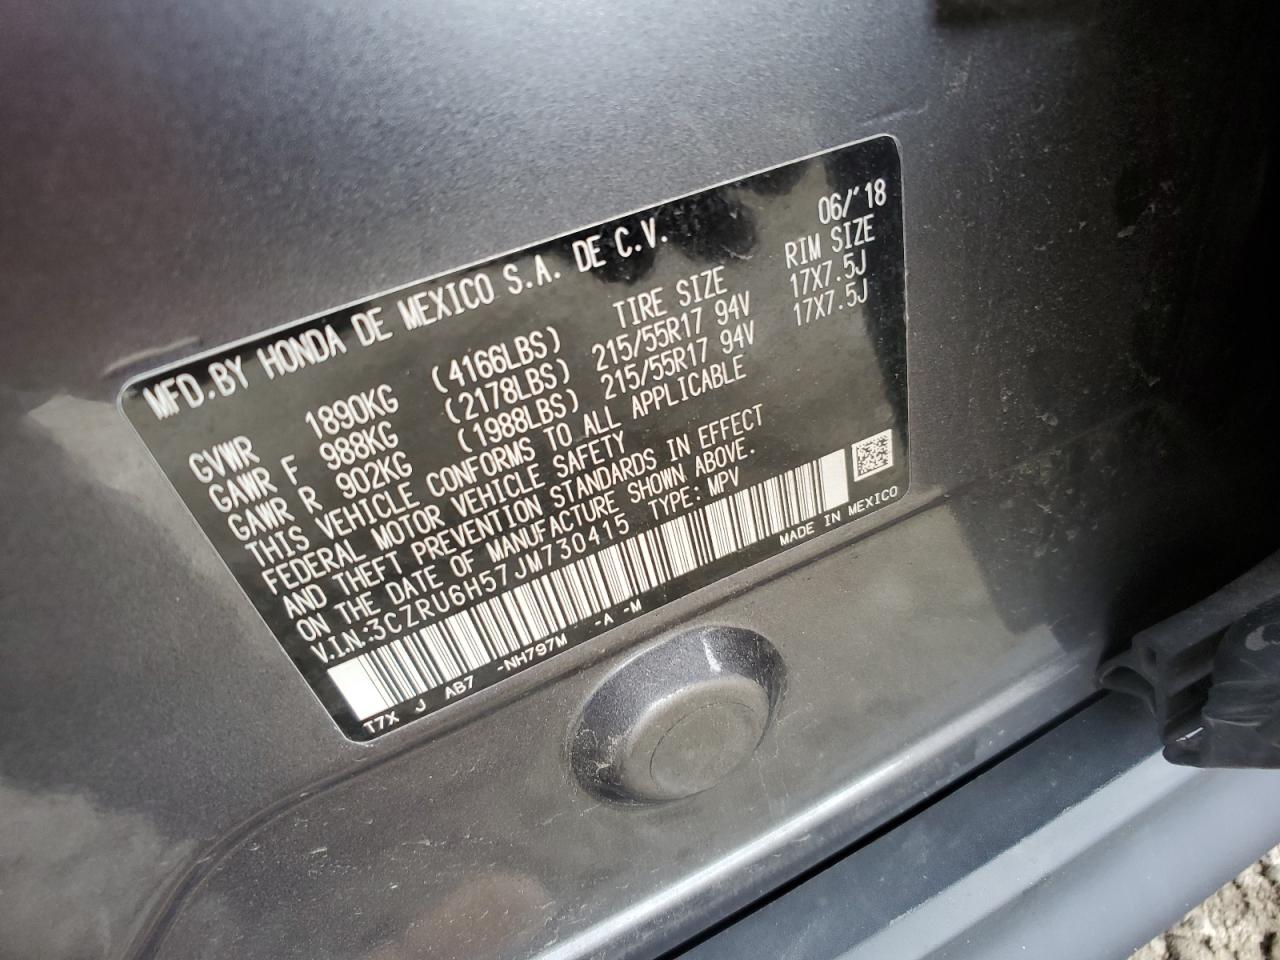 MFD. BY HONDA DE MEXICO S.A. DE C.V. 06/'18
TIRE SIZE RIM SIZE
GVWR 1890KG (4166LBS)
GAWR F 988KG (2178LBS) 215/55R17 94V 17X7.5J
GAWR R 902KG (1988LBS) 215/55R17 94V 17X7.5J
THIS VEHICLE CONFORMS TO ALL APPLICABLE
FEDERAL MOTOR VEHICLE SAFETY
AND THEFT PREVENTION STANDARDS IN EFFECT
ON THE DATE OF MANUFACTURE SHOWN ABOVE.
V.I.N.:3CZRU6H57JM730415 TYPE: MPV
T7X J AB7 -NH797M -A -M MADE IN MEXICO